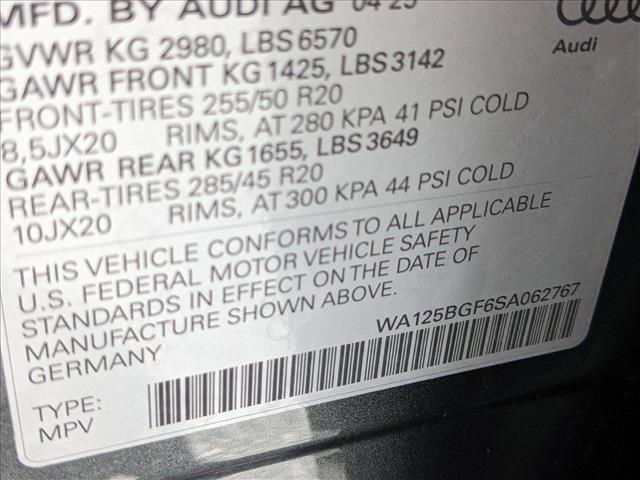 MFD. BY AUDI AG 04 25
GVWR KG 2980, LBS 6570
GAWR FRONT KG 1425, LBS 3142
FRONT-TIRES 255/50 R20
8,5JX20 RIMS, AT 280 KPA 41 PSI COLD
GAWR REAR KG 1655, LBS 3649
REAR-TIRES 285/45 R20
10JX20 RIMS, AT 300 KPA 44 PSI COLD
THIS VEHICLE CONFORMS TO ALL APPLICABLE
U.S. FEDERAL MOTOR VEHICLE SAFETY
STANDARDS IN EFFECT ON THE DATE OF
MANUFACTURE SHOWN ABOVE.
GERMANY
WA125BGF6SA062767
TYPE:
MPV
Audi